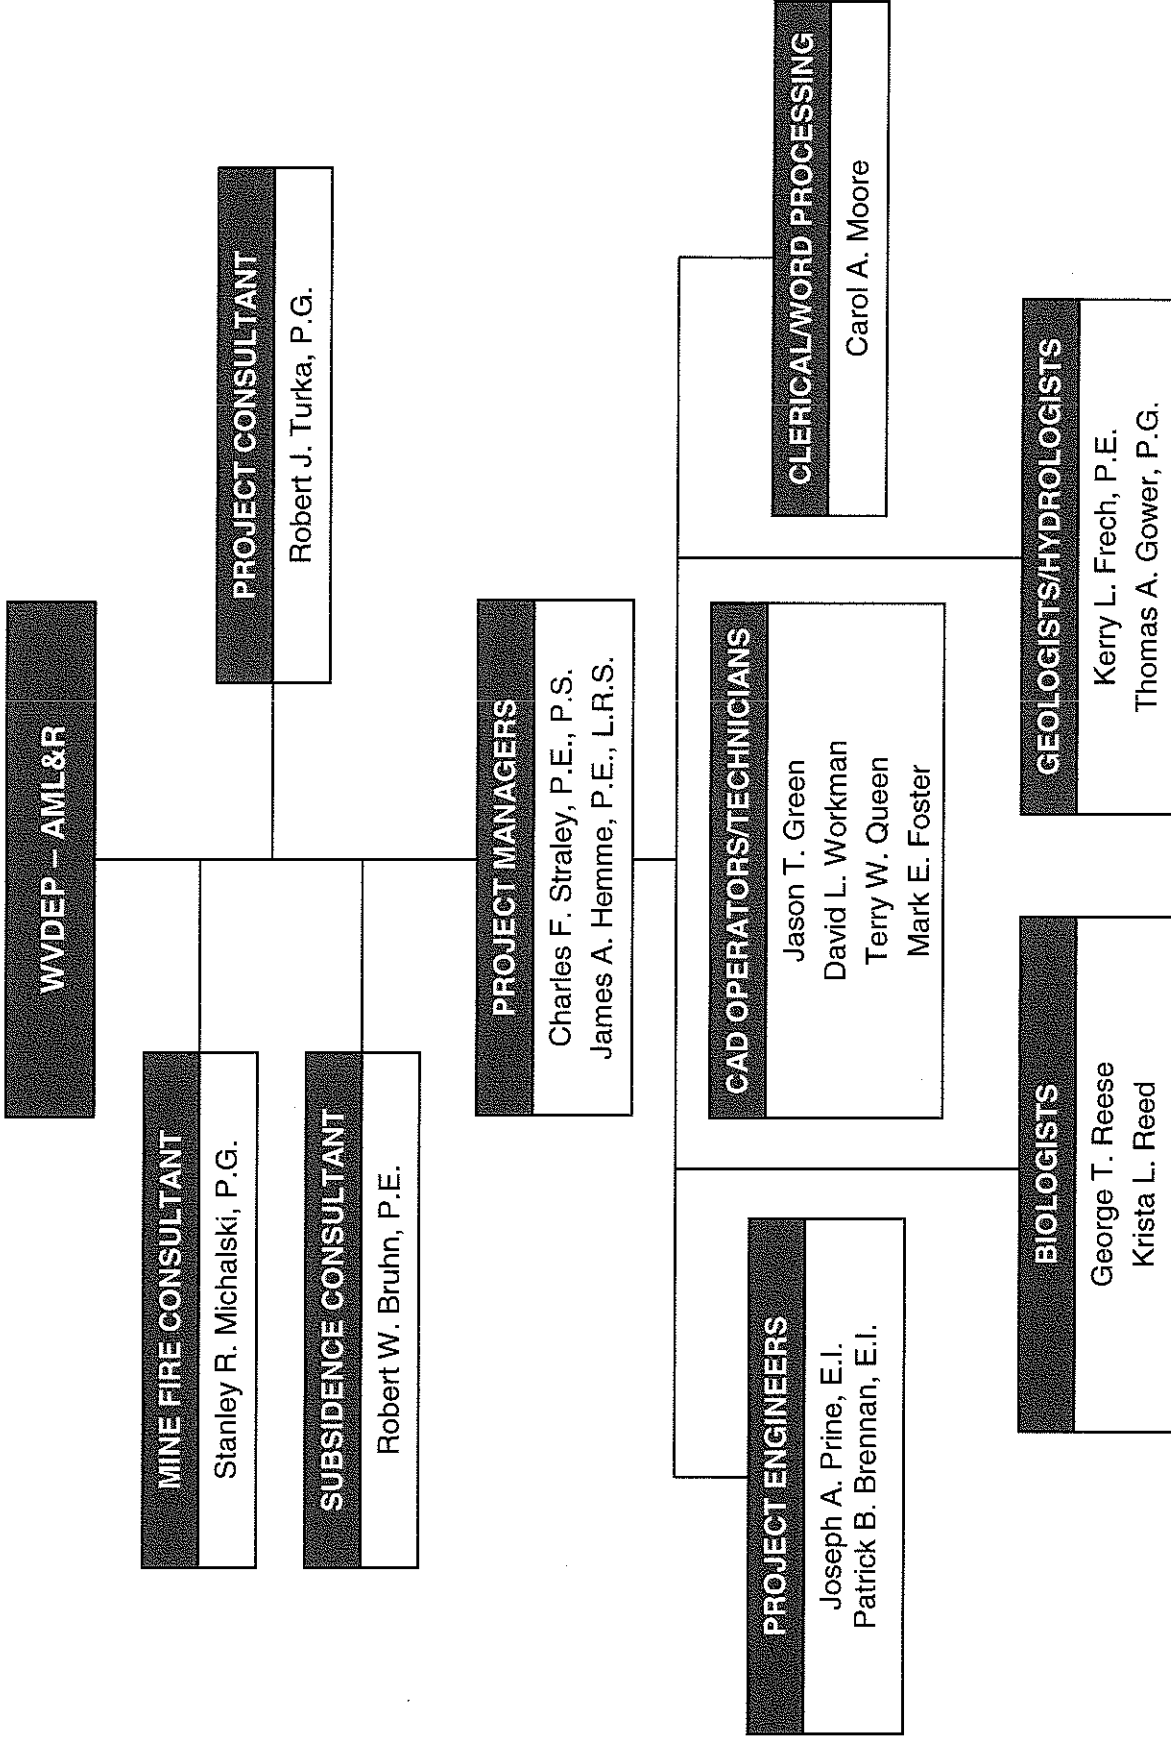 WVDEP – AML&R
MINE FIRE CONSULTANT
Stanley R. Michalski, P.G.
PROJECT CONSULTANT
Robert J. Turka, P.G.
SUBSIDENCE CONSULTANT
Robert W. Bruhn, P.E.
PROJECT MANAGERS
Charles F. Straley, P.E., P.S.
James A. Hemme, P.E., L.R.S.
PROJECT ENGINEERS
Joseph A. Prine, E.I.
Patrick B. Brennan, E.I.
CAD OPERATORS/TECHNICIANS
Jason T. Green
David L. Workman
Terry W. Queen
Mark E. Foster
CLERICAL/WORD PROCESSING
Carol A. Moore
BIOLOGISTS
George T. Reese
Krista L. Reed
GEOLOGISTS/HYDROLOGISTS
Kerry L. Frech, P.E.
Thomas A. Gower, P.G.